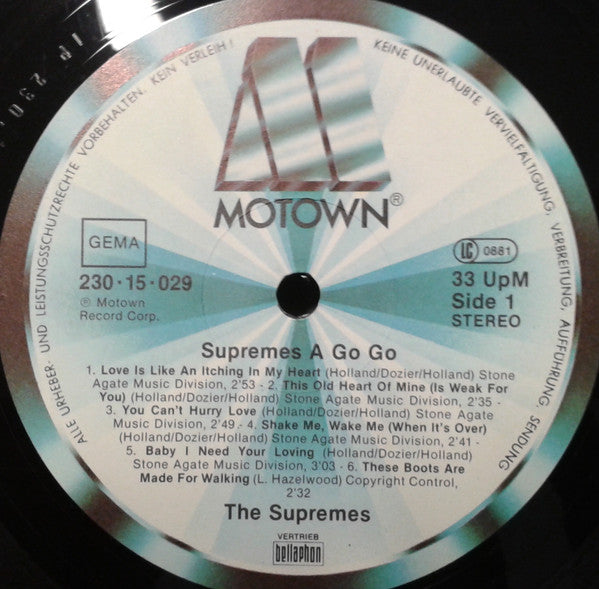 ALLE URHEBER- UND LEISTUNGSSCHUTZRECHTE VORBEHALTEN. KEIN VERLEIH! KEINE UNERLAUBTE VERVIELFÄLTIGUNG, VERBREITUNG, AUFFÜHRUNG, SENDUNG
MOTOWN®
GEMA
230·15·029
℗ Motown
Record Corp.
LC 0881
33 UpM
Side 1
STEREO
Supremes A Go Go
1. Love Is Like An Itching In My Heart (Holland/Dozier/Holland) Stone
Agate Music Division, 2'53 - 2. This Old Heart Of Mine (Is Weak For
You) (Holland/Dozier/Holland) Stone Agate Music Division, 2'35 -
3. You Can't Hurry Love (Holland/Dozier/Holland) Stone Agate
Music Division, 2'49 - 4. Shake Me, Wake Me (When It's Over)
(Holland/Dozier/Holland) Stone Agate Music Division, 2'41 -
5. Baby I Need Your Loving (Holland/Dozier/Holland)
Stone Agate Music Division, 3'03 - 6. These Boots Are
Made For Walking (L. Hazelwood) Copyright Control,
2'32
The Supremes
VERTRIEB
bellaphon